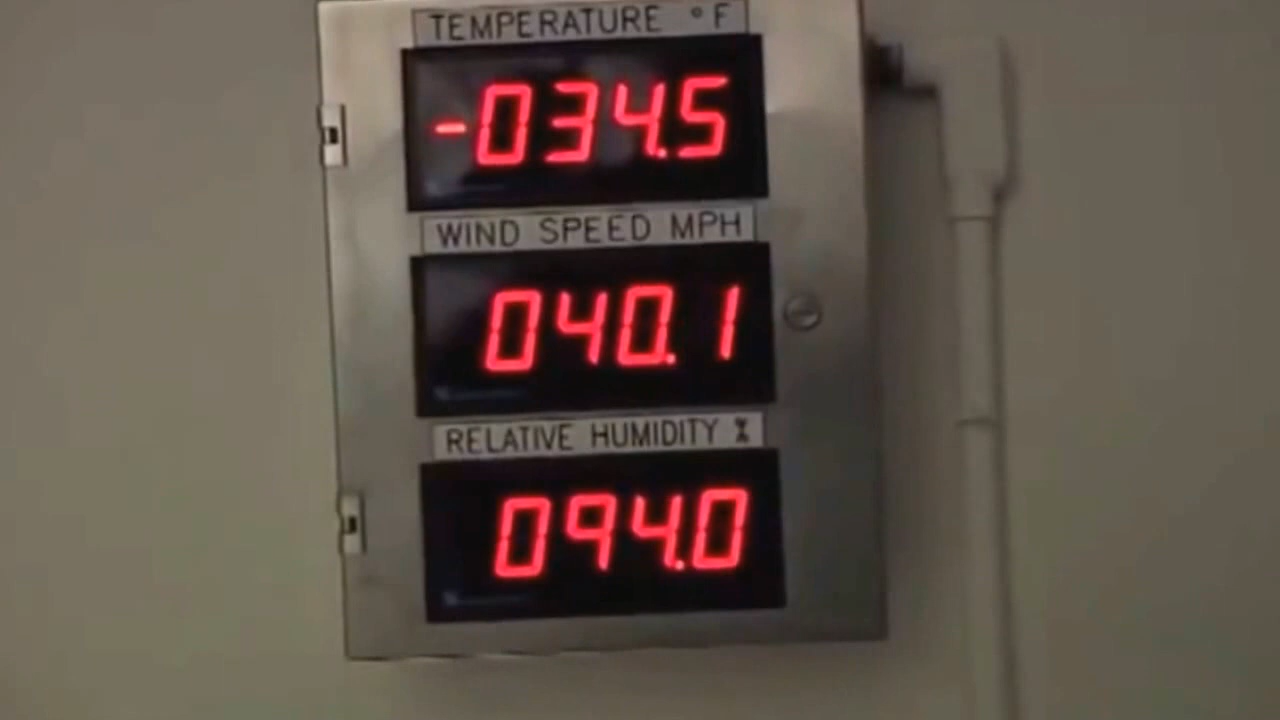 TEMPERATURE °F
-034.5
WIND SPEED MPH
040.1
RELATIVE HUMIDITY %
094.0